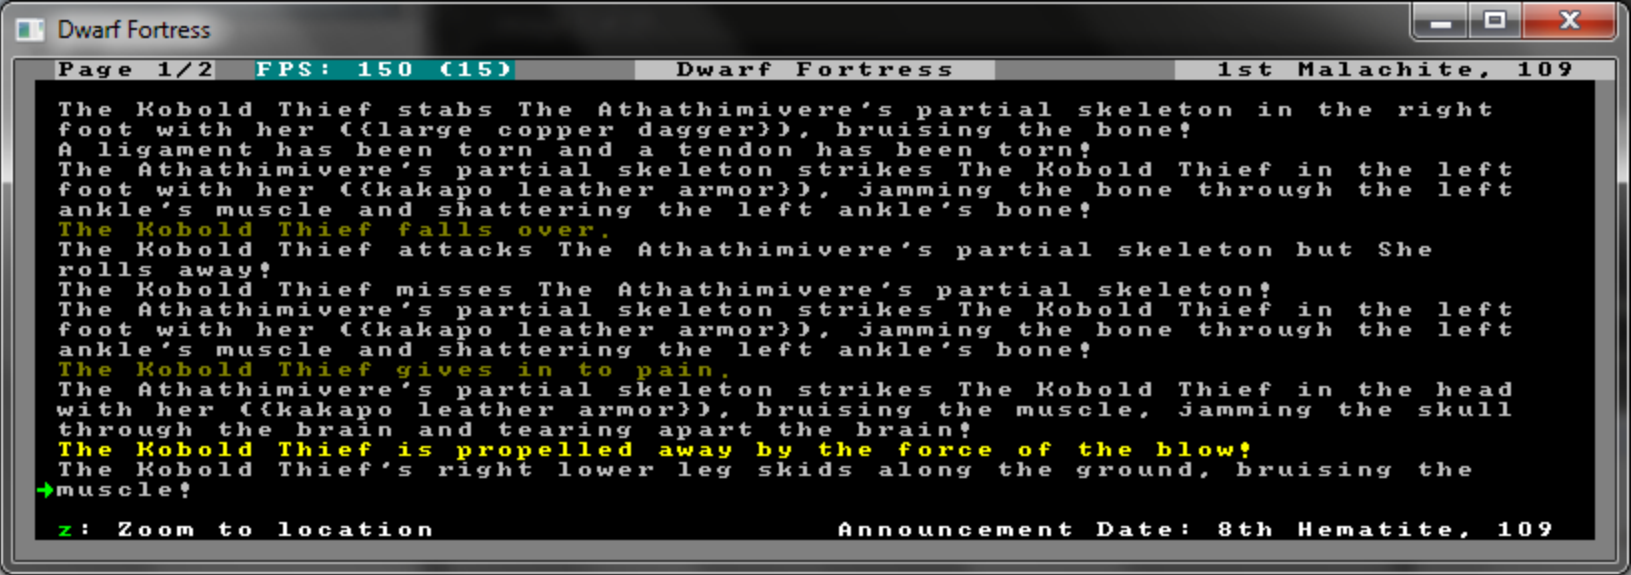 Dwarf Fortress
Page 1/2 FPS: 150 (15) Dwarf Fortress 1st Malachite, 109
The Kobold Thief stabs The Athathimivere's partial skeleton in the right
foot with her ({large copper dagger}), bruising the bone!
A ligament has been torn and a tendon has been torn!
The Athathimivere's partial skeleton strikes The Kobold Thief in the left
foot with her ({kakapo leather armor}), jamming the bone through the left
ankle's muscle and shattering the left ankle's bone!
The Kobold Thief falls over.
The Kobold Thief attacks The Athathimivere's partial skeleton but She
rolls away!
The Kobold Thief misses The Athathimivere's partial skeleton!
The Athathimivere's partial skeleton strikes The Kobold Thief in the left
foot with her ({kakapo leather armor}), jamming the bone through the left
ankle's muscle and shattering the left ankle's bone!
The Kobold Thief gives in to pain.
The Athathimivere's partial skeleton strikes The Kobold Thief in the head
with her ({kakapo leather armor}), bruising the muscle, jamming the skull
through the brain and tearing apart the brain!
The Kobold Thief is propelled away by the force of the blow!
The Kobold Thief's right lower leg skids along the ground, bruising the
muscle!
z: Zoom to location Announcement Date: 8th Hematite, 109